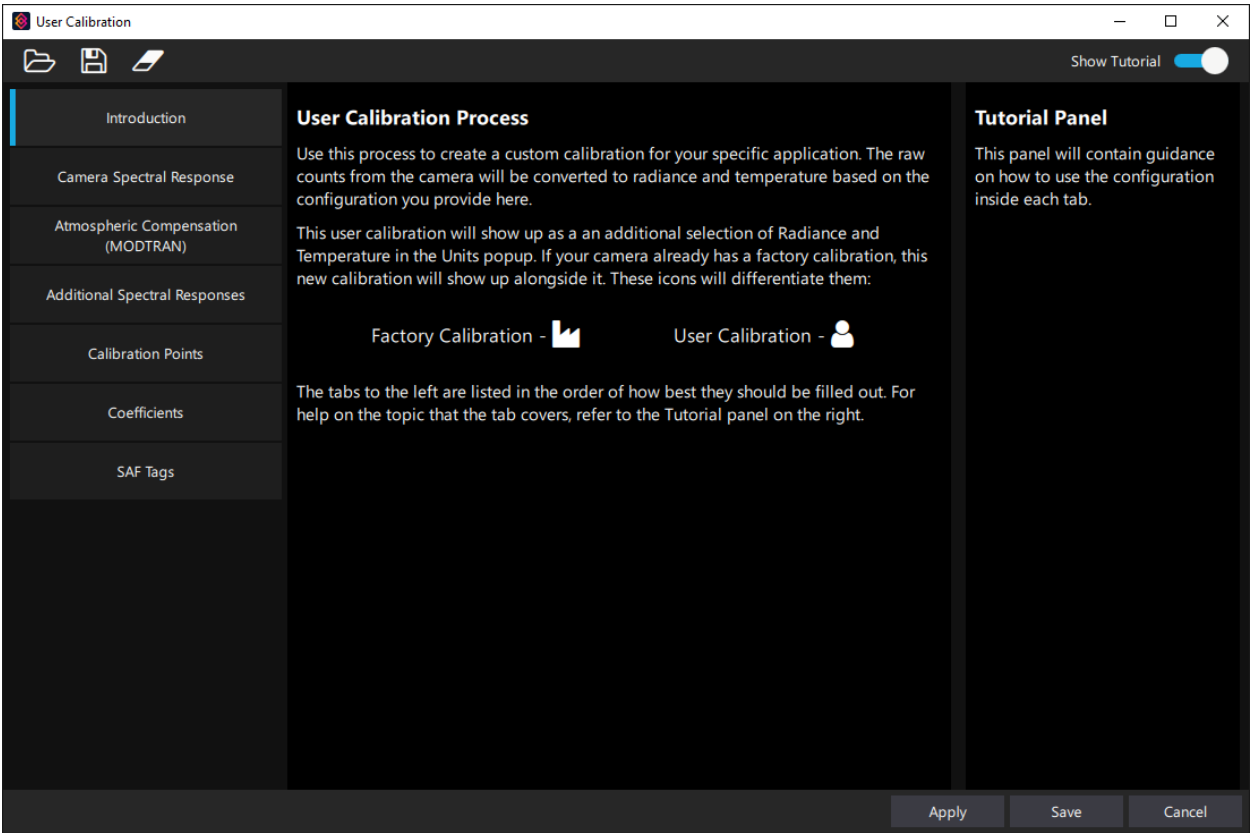 User Calibration
Show Tutorial
Introduction
Camera Spectral Response
Atmospheric Compensation
(MODTRAN)
Additional Spectral Responses
Calibration Points
Coefficients
SAF Tags
User Calibration Process
Use this process to create a custom calibration for your specific application. The raw
counts from the camera will be converted to radiance and temperature based on the
configuration you provide here.
This user calibration will show up as a an additional selection of Radiance and
Temperature in the Units popup. If your camera already has a factory calibration, this
new calibration will show up alongside it. These icons will differentiate them:
Factory Calibration -
User Calibration -
The tabs to the left are listed in the order of how best they should be filled out. For
help on the topic that the tab covers, refer to the Tutorial panel on the right.
Tutorial Panel
This panel will contain guidance
on how to use the configuration
inside each tab.
Apply
Save
Cancel